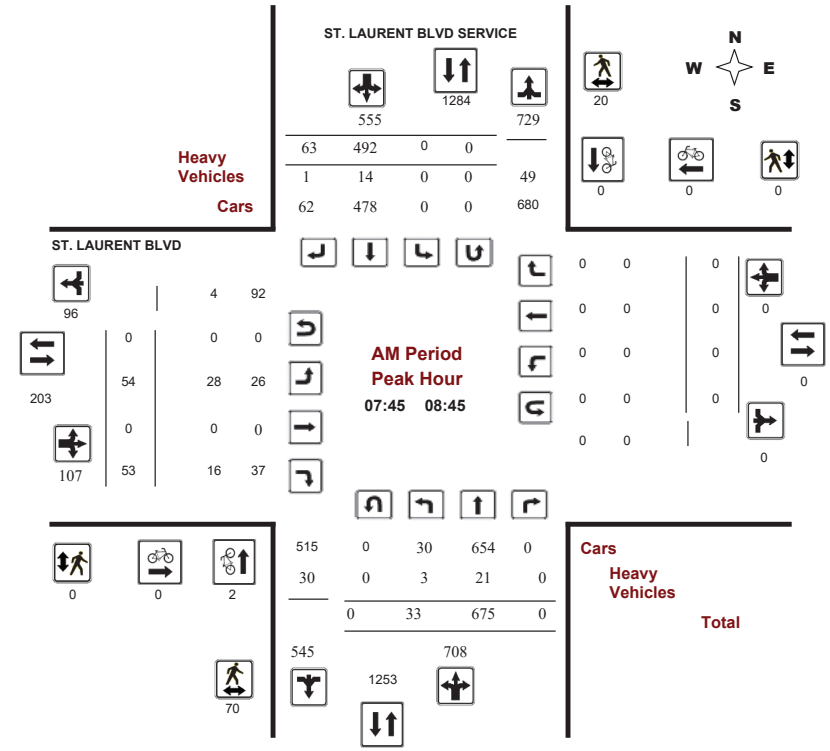 ST. LAURENT BLVD SERVICE
N
W E
S
1284
20
555 729
63 492 0 0
Heavy
Vehicles
1 14 0 0 49
Cars
62 478 0 0 680
0 0 0
ST. LAURENT BLVD
96
4 92
0 0 0
203
54 28 26
0 0 0
107
53 16 37
AM Period
Peak Hour
07:45 08:45
0 0 0
0
0 0 0
0 0 0
0
0 0 0
0 0
0
515 0 30 654 0
Cars
30 0 3 21 0
Heavy
Vehicles
0 33 675 0
Total
0 0 2
545 708
1253
70